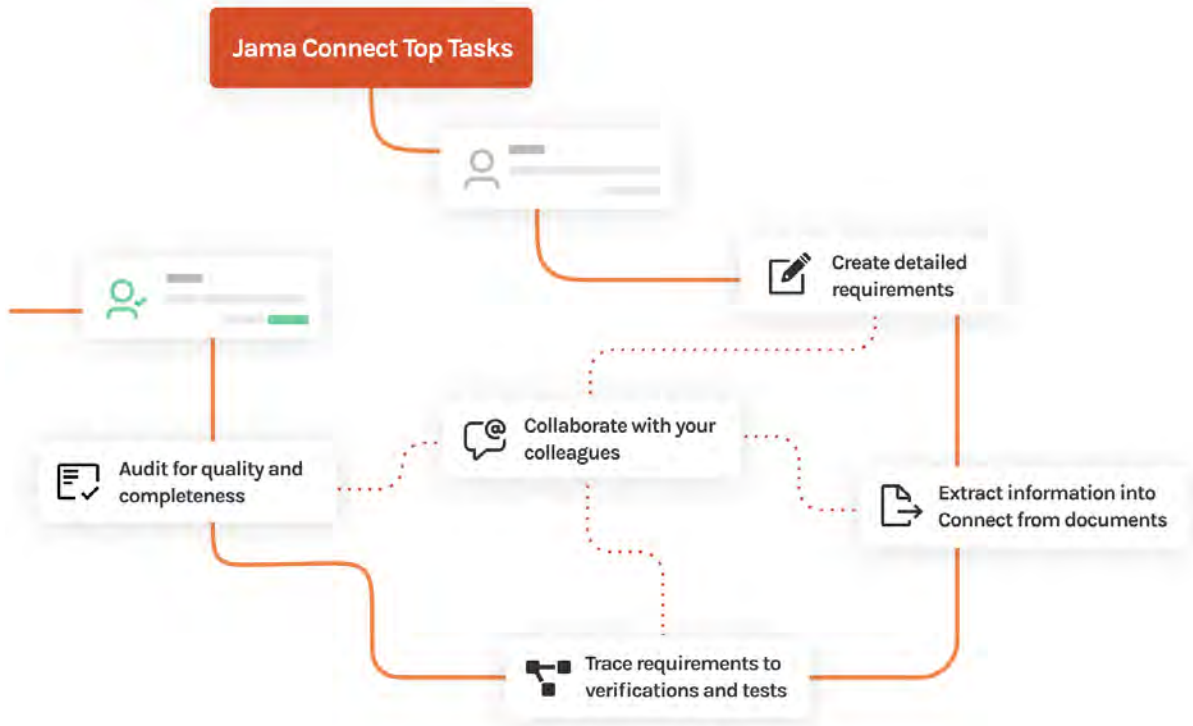 Jama Connect Top Tasks
Create detailed
requirements
Collaborate with your
colleagues
Audit for quality and
completeness
Extract information into
Connect from documents
Trace requirements to
verifications and tests